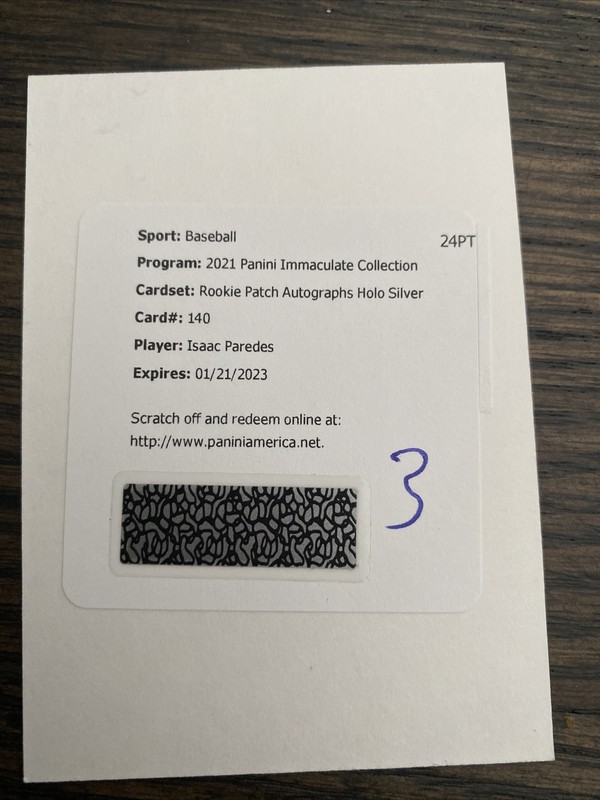 Sport: Baseball
24PT
Program: 2021 Panini Immaculate Collection
Cardset: Rookie Patch Autographs Holo Silver
Card#: 140
Player: Isaac Paredes
Expires: 01/21/2023
Scratch off and redeem online at:
http://www.paniniamerica.net.
3